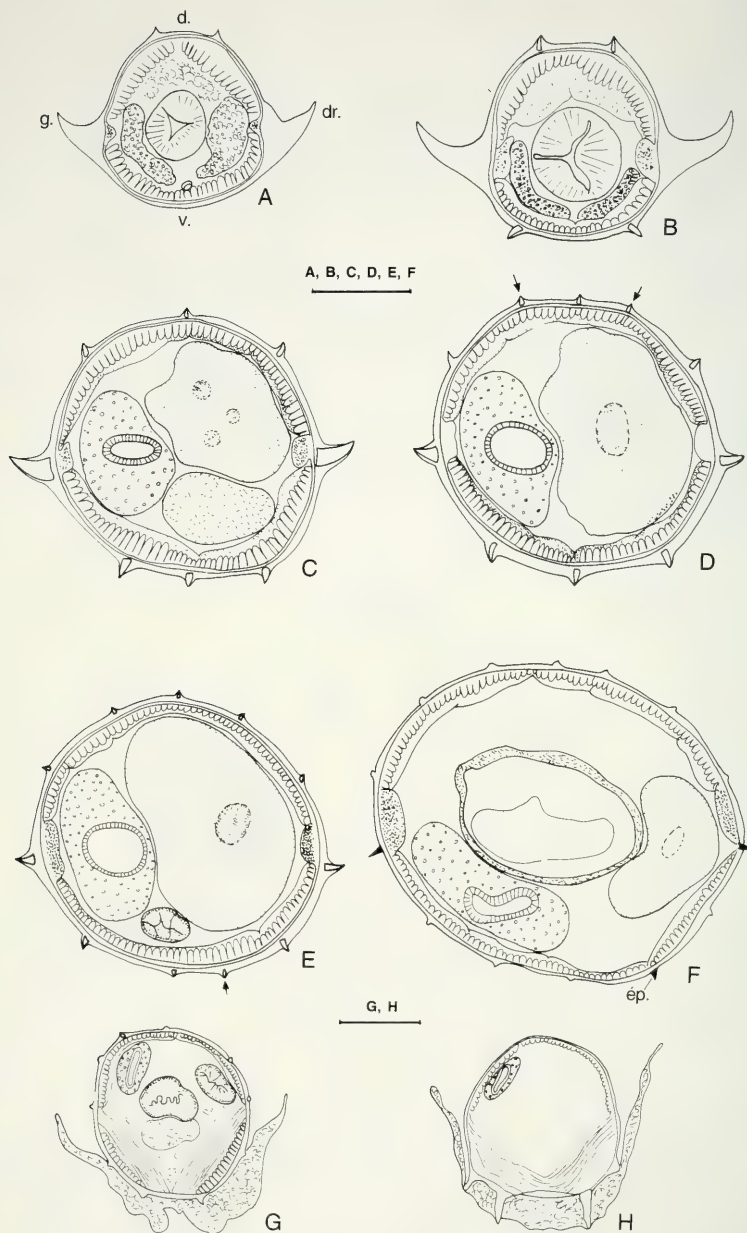 d.
g.
dr.
A
v.
B
A, B, C, D, E, F
C
D
E
F
ép.
G, H
G
H